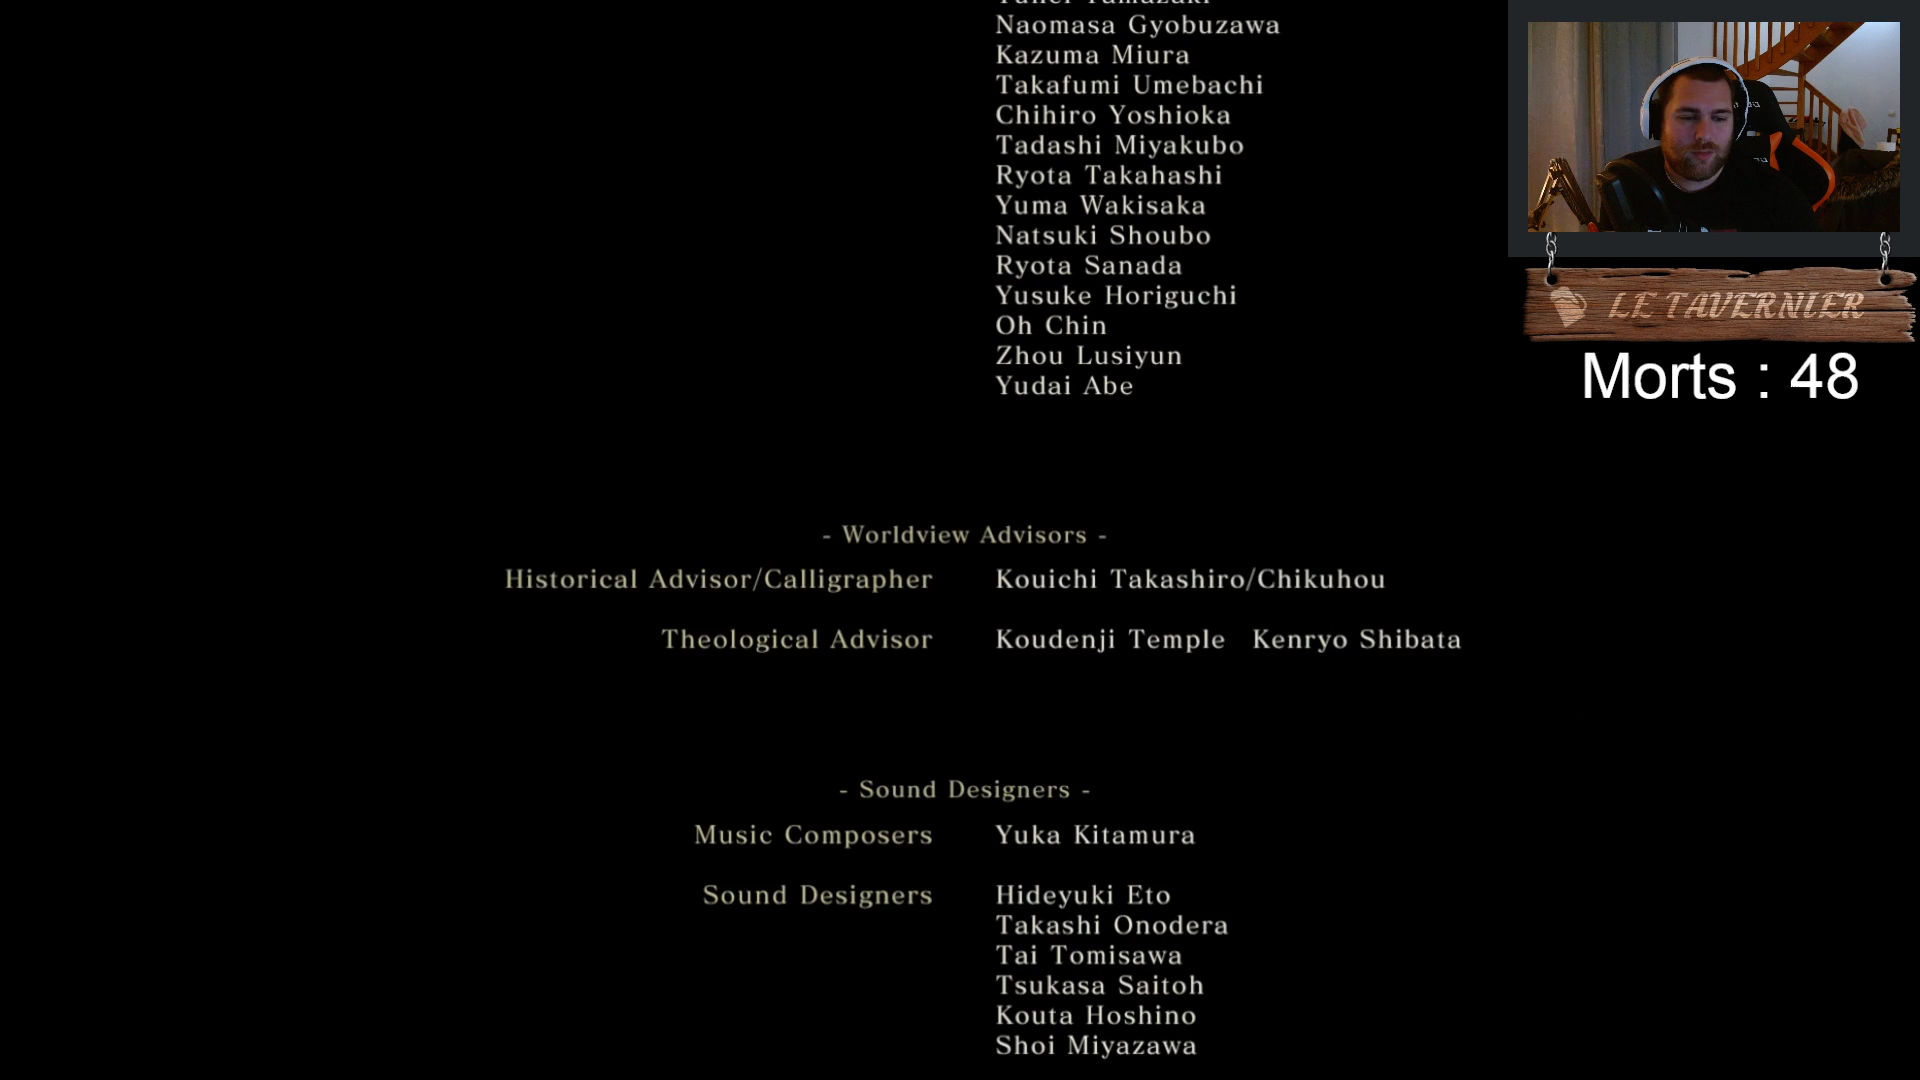 Naomasa Gyobuzawa
Kazuma Miura
Takafumi Umebachi
Chihiro Yoshioka
Tadashi Miyakubo
Ryota Takahashi
Yuma Wakisaka
Natsuki Shoubo
Ryota Sanada
Yusuke Horiguchi
Oh Chin
Zhou Lusiyun
Yudai Abe
LE TAVERNIER
Morts : 48
- Worldview Advisors -
Historical Advisor/Calligrapher Kouichi Takashiro/Chikuhou
Theological Advisor Koudenji Temple Kenryo Shibata
- Sound Designers -
Music Composers Yuka Kitamura
Sound Designers Hideyuki Eto
Takashi Onodera
Tai Tomisawa
Tsukasa Saitoh
Kouta Hoshino
Shoi Miyazawa